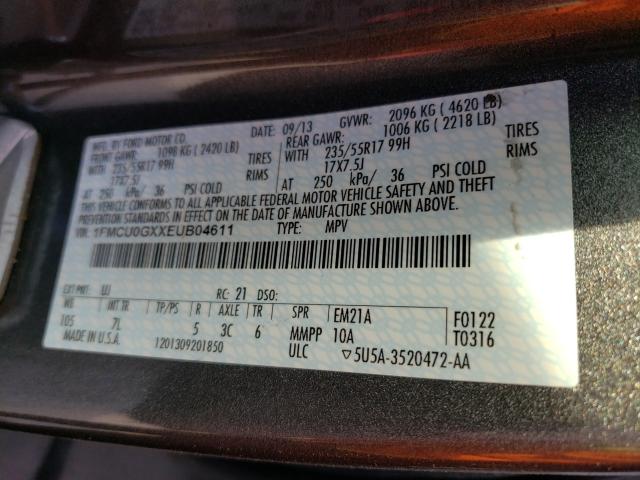 MFG. BY FORD MOTOR CO.
DATE: 09/13 GVWR: 2096 KG ( 4620 LB)
FRONT GAWR: 1098 KG ( 2420 LB) REAR GAWR: 1006 KG ( 2218 LB)
WITH 235/55R17 99H TIRES WITH 235/55R17 99H TIRES
17X7.5J RIMS 17X7.5J RIMS
AT 250 kPa/ 36 PSI COLD AT 250 kPa/ 36 PSI COLD
THIS VEHICLE CONFORMS TO ALL APPLICABLE FEDERAL MOTOR VEHICLE SAFETY AND THEFT
PREVENTION STANDARDS IN EFFECT ON THE DATE OF MANUFACTURE SHOWN ABOVE.
VIN: 1FMCU0GXXEUB04611 TYPE: MPV
EXT PNT: UJ RC: 21 DSO:
WB INT TR TP/PS R AXLE TR SPR EM21A F0122
105 7L 5 3C 6 MMPP 10A T0316
MADE IN U.S.A. 1201309201850 ULC ▽5U5A-3520472-AA